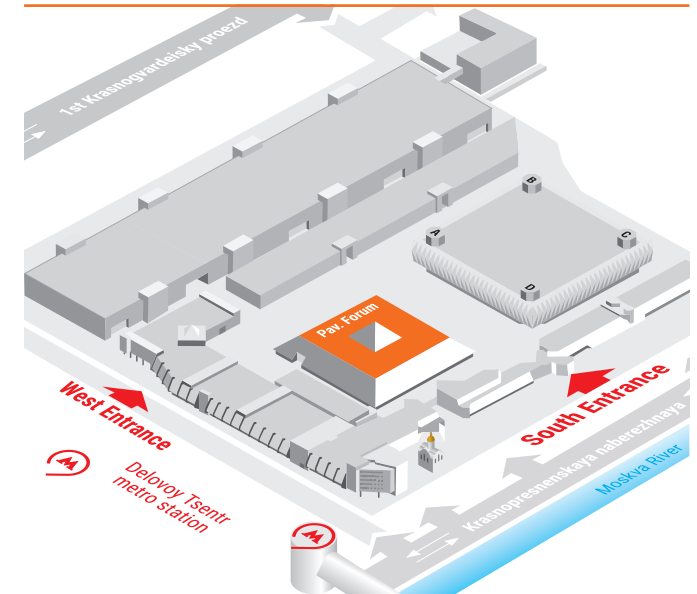 1st Krasnogvardeisky proezd
B
A
C
D
Pav. Forum
West Entrance
South Entrance
Delovoy Tsentr
metro station
Krasnopresnenskaya naberezhnaya
Moskva River
M
M